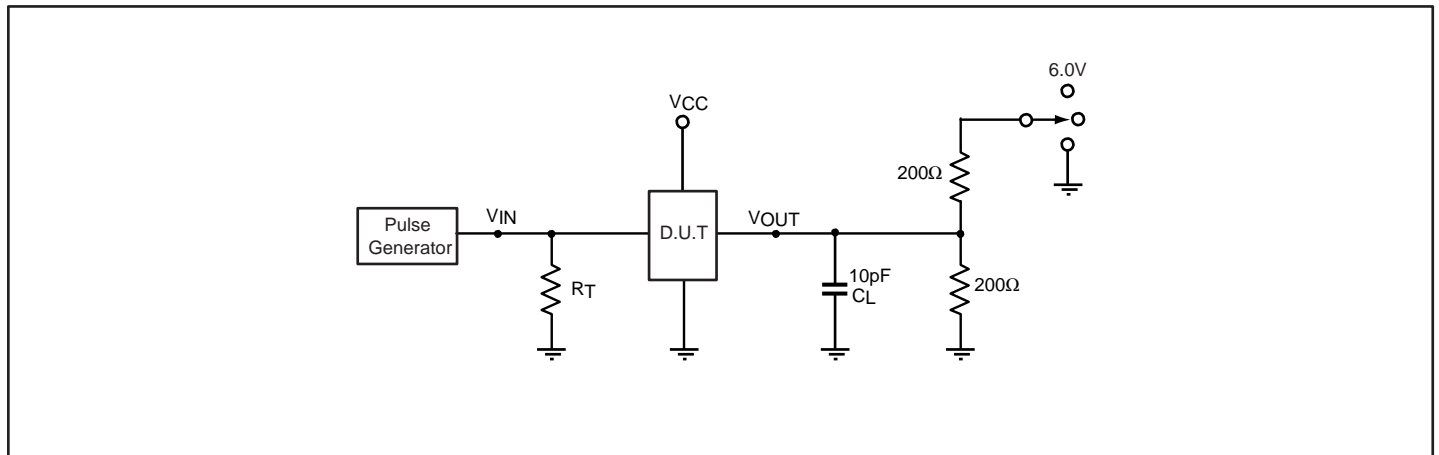 6.0V
VCC
200Ω
Pulse
Generator
VIN
D.U.T
VOUT
RT
10pF
CL
200Ω